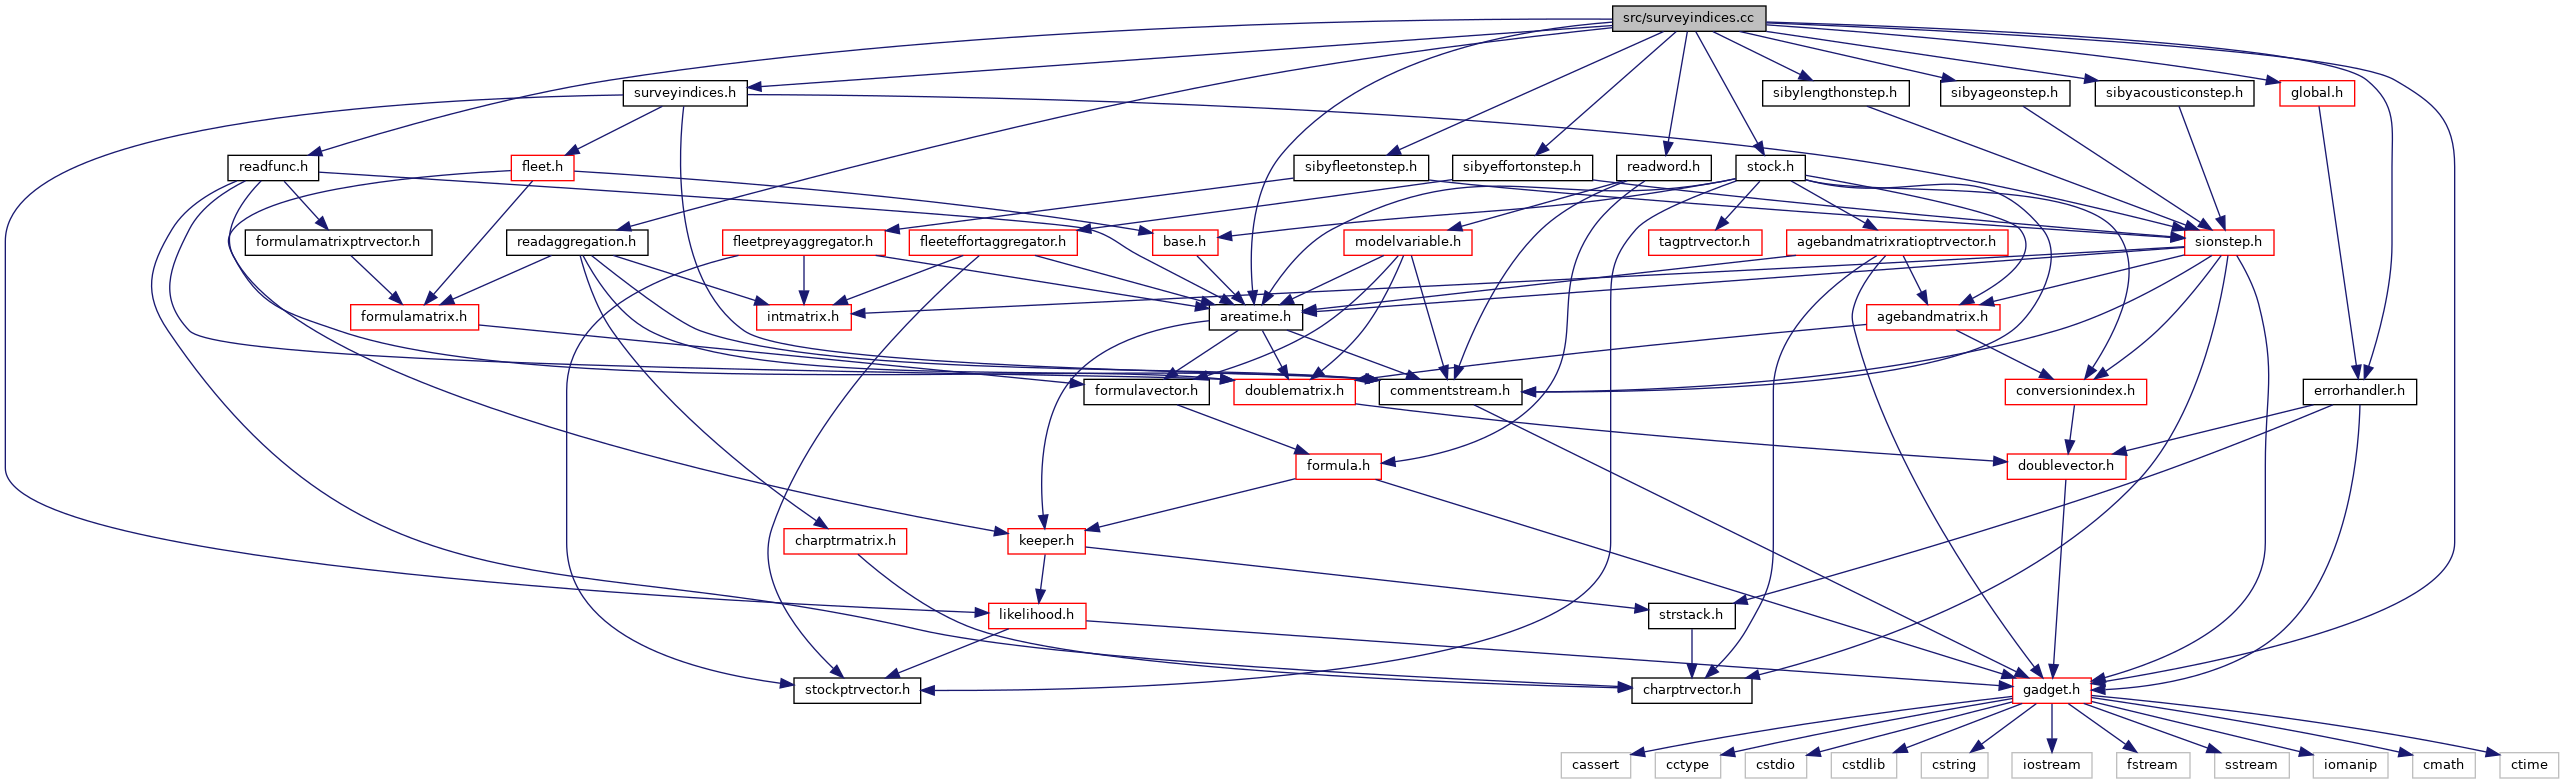 src/surveyindices.cc
surveyindices.h
sibylengthonstep.h
sibyageonstep.h
sibyacousticonstep.h
global.h
readfunc.h
fleet.h
sibyfleetonstep.h
sibyeffortonstep.h
readword.h
stock.h
formulamatrixptrvector.h
readaggregation.h
fleetpreyaggregator.h
fleeteffortaggregator.h
base.h
modelvariable.h
tagptrvector.h
agebandmatrixratioptrvector.h
sionstep.h
formulamatrix.h
intmatrix.h
areatime.h
agebandmatrix.h
formulavector.h
doublematrix.h
commentstream.h
conversionindex.h
errorhandler.h
formula.h
doublevector.h
charptrmatrix.h
keeper.h
likelihood.h
strstack.h
stockptrvector.h
charptrvector.h
gadget.h
cassert
cctype
cstdio
cstdlib
cstring
iostream
fstream
sstream
iomanip
cmath
ctime